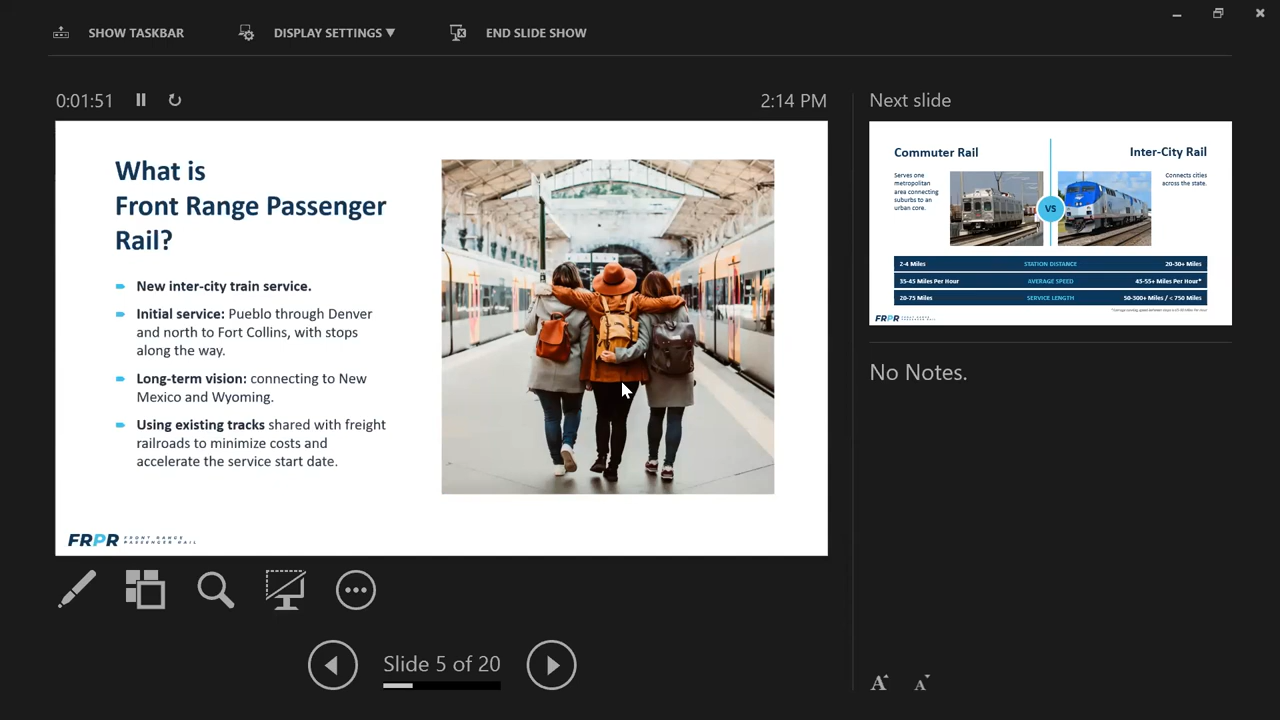 SHOW TASKBAR
DISPLAY SETTINGS ▼
END SLIDE SHOW
0:01:51
2:14 PM
What is
Front Range Passenger
Rail?
New inter-city train service.
Initial service: Pueblo through Denver
and north to Fort Collins, with stops
along the way.
Long-term vision: connecting to New
Mexico and Wyoming.
Using existing tracks shared with freight
railroads to minimize costs and
accelerate the service start date.
FRPR
FRONT RANGE
PASSENGER RAIL
Slide 5 of 20
Next slide
Commuter Rail
Serves one
metropolitan
area connecting
suburbs to an
urban core.
VS
Inter-City Rail
Connects cities
across the state.
2-4 Miles STATION DISTANCE 20-30+ Miles
35-45 Miles Per Hour AVERAGE SPEED 45-55+ Miles Per Hour*
20-75 Miles SERVICE LENGTH 50-300+ Miles / < 750 Miles
FRPR
No Notes.
A A